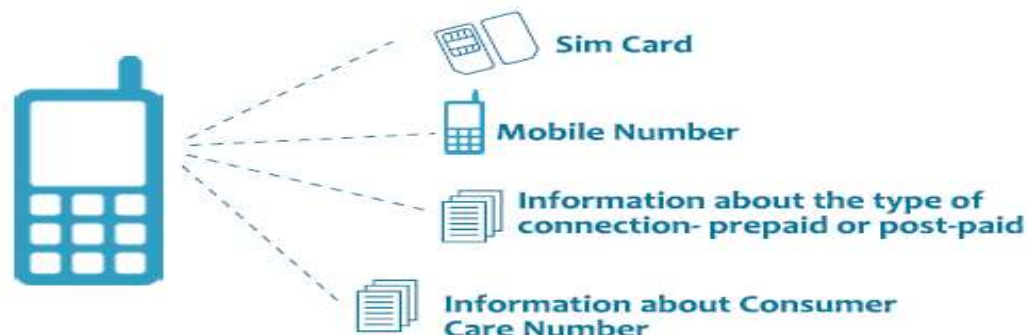 Sim Card
Mobile Number
Information about the type of
connection- prepaid or post-paid
Information about Consumer
Care Number